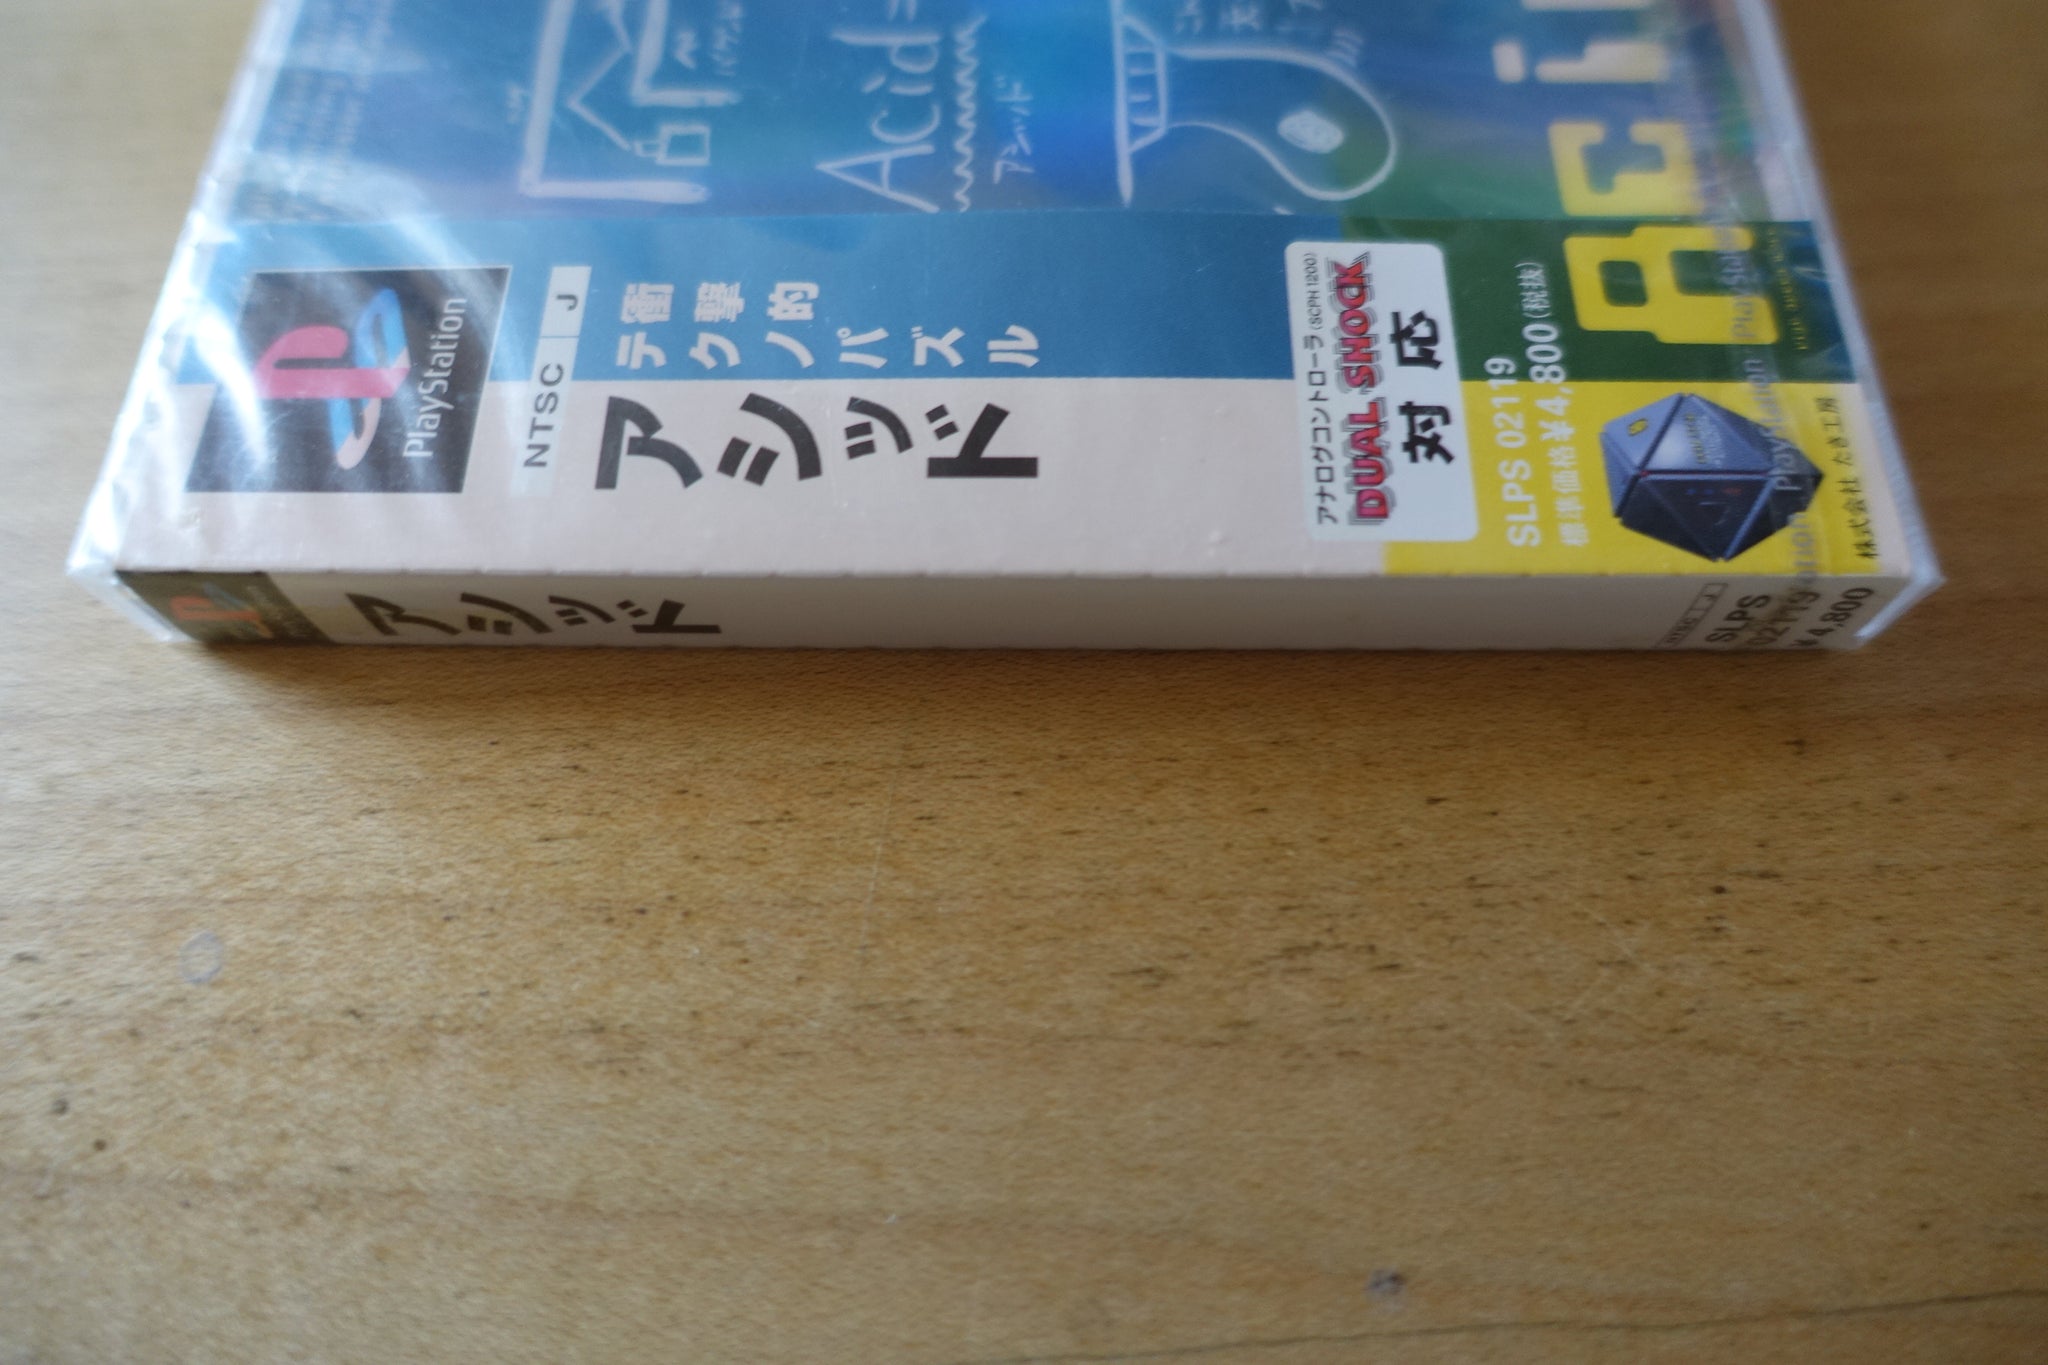 Acid=
アシッド
PlayStation
NTSC J
衝撃的
テクノパズル
アシッド
アナログコントローラ(SCPH 1200)
DUAL SHOCK
対応
SLPS 02119
標準価格¥4,800(税抜)
株式会社 たき工房
アシッド
SLPS
02119
¥4,800
PlayStation PlayStation